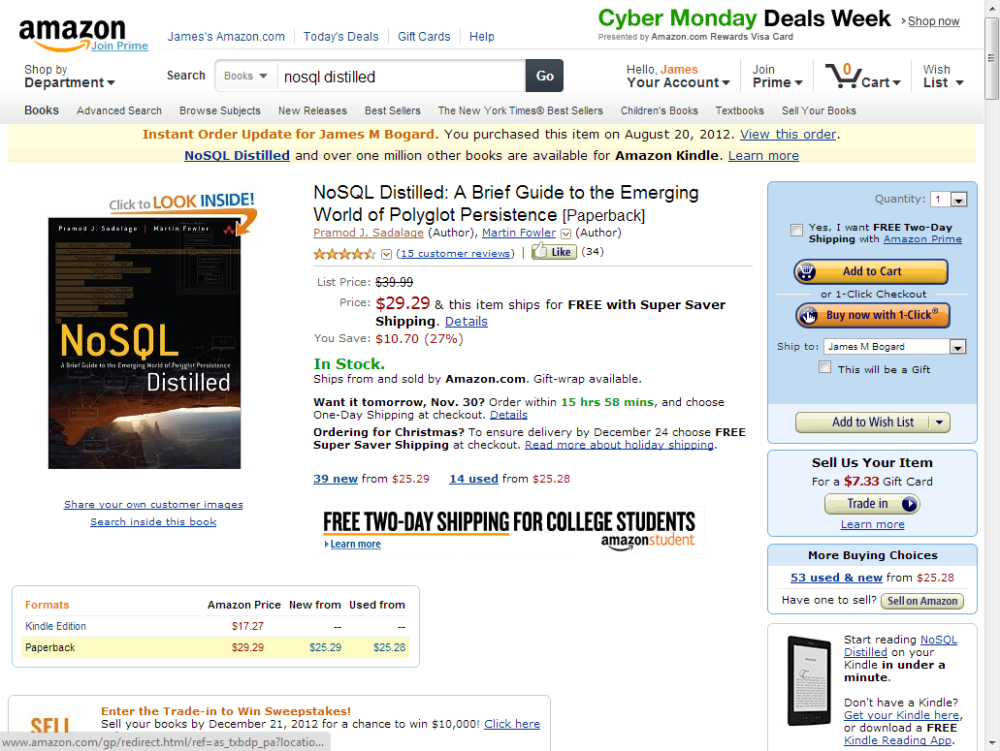 amazon
Join Prime
James's Amazon.com
Today's Deals
Gift Cards
Help
Cyber Monday Deals Week
Shop now
Presented by Amazon.com Rewards Visa Card
Shop by
Department
Search
Books
nosql distilled
Go
Hello, James
Your Account
Join
Prime
0
Cart
Wish
List
Books
Advanced Search
Browse Subjects
New Releases
Best Sellers
The New York Times® Best Sellers
Children's Books
Textbooks
Sell Your Books
Instant Order Update for James M Bogard. You purchased this item on August 20, 2012. View this order.
NoSQL Distilled and over one million other books are available for Amazon Kindle. Learn more
Click to LOOK INSIDE!
Pramod J. Sadalage | Martin Fowler
NoSQL
A Brief Guide to the Emerging World of Polyglot Persistence
Distilled
Share your own customer images
Search inside this book
NoSQL Distilled: A Brief Guide to the Emerging
World of Polyglot Persistence [Paperback]
Pramod J. Sadalage (Author), Martin Fowler (Author)
(15 customer reviews) | Like (34)
List Price: $39.99
Price: $29.29 & this item ships for FREE with Super Saver
Shipping. Details
You Save: $10.70 (27%)
In Stock.
Ships from and sold by Amazon.com. Gift-wrap available.
Want it tomorrow, Nov. 30? Order within 15 hrs 58 mins, and choose
One-Day Shipping at checkout. Details
Ordering for Christmas? To ensure delivery by December 24 choose FREE
Super Saver Shipping at checkout. Read more about holiday shipping.
39 new from $25.29
14 used from $25.28
FREE TWO-DAY SHIPPING FOR COLLEGE STUDENTS
Learn more
amazonstudent
Quantity: 1
Yes, I want FREE Two-Day
Shipping with Amazon Prime
Add to Cart
or 1-Click Checkout
Buy now with 1-Click®
Ship to: James M Bogard
This will be a Gift
Add to Wish List
Sell Us Your Item
For a $7.33 Gift Card
Trade in
Learn more
More Buying Choices
53 used & new from $25.28
Have one to sell? Sell on Amazon
Start reading NoSQL
Distilled on your
Kindle in under a
minute.
Don't have a Kindle?
Get your Kindle here,
or download a FREE
Kindle Reading App.
Formats
Amazon Price
New from
Used from
Kindle Edition
$17.27
--
--
Paperback
$29.29
$25.29
$25.28
SELL
Enter the Trade-in to Win Sweepstakes!
Sell your books by December 21, 2012 for a chance to win $10,000! Click here
www.amazon.com/gp/redirect.html/ref=as_txbdp_pa?locatio...